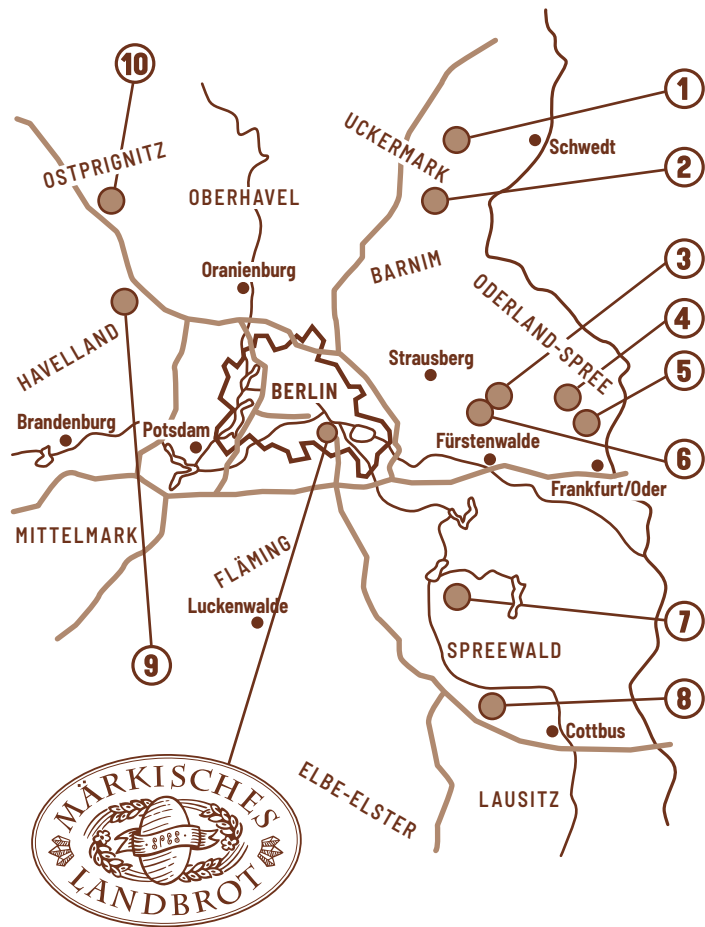 10
1
UCKERMARK
Schwedt
OSTPRIGNITZ
2
OBERHAVEL
3
BARNIM
Oranienburg
ODERLAND-SPREE
4
HAVELLAND
Strausberg
5
BERLIN
Brandenburg
Potsdam
Fürstenwalde
6
Frankfurt/Oder
MITTELMARK
FLÄMING
Luckenwalde
7
SPREEWALD
9
8
Cottbus
ELBE-ELSTER
LAUSITZ
MÄRKISCHES
LANDBROT